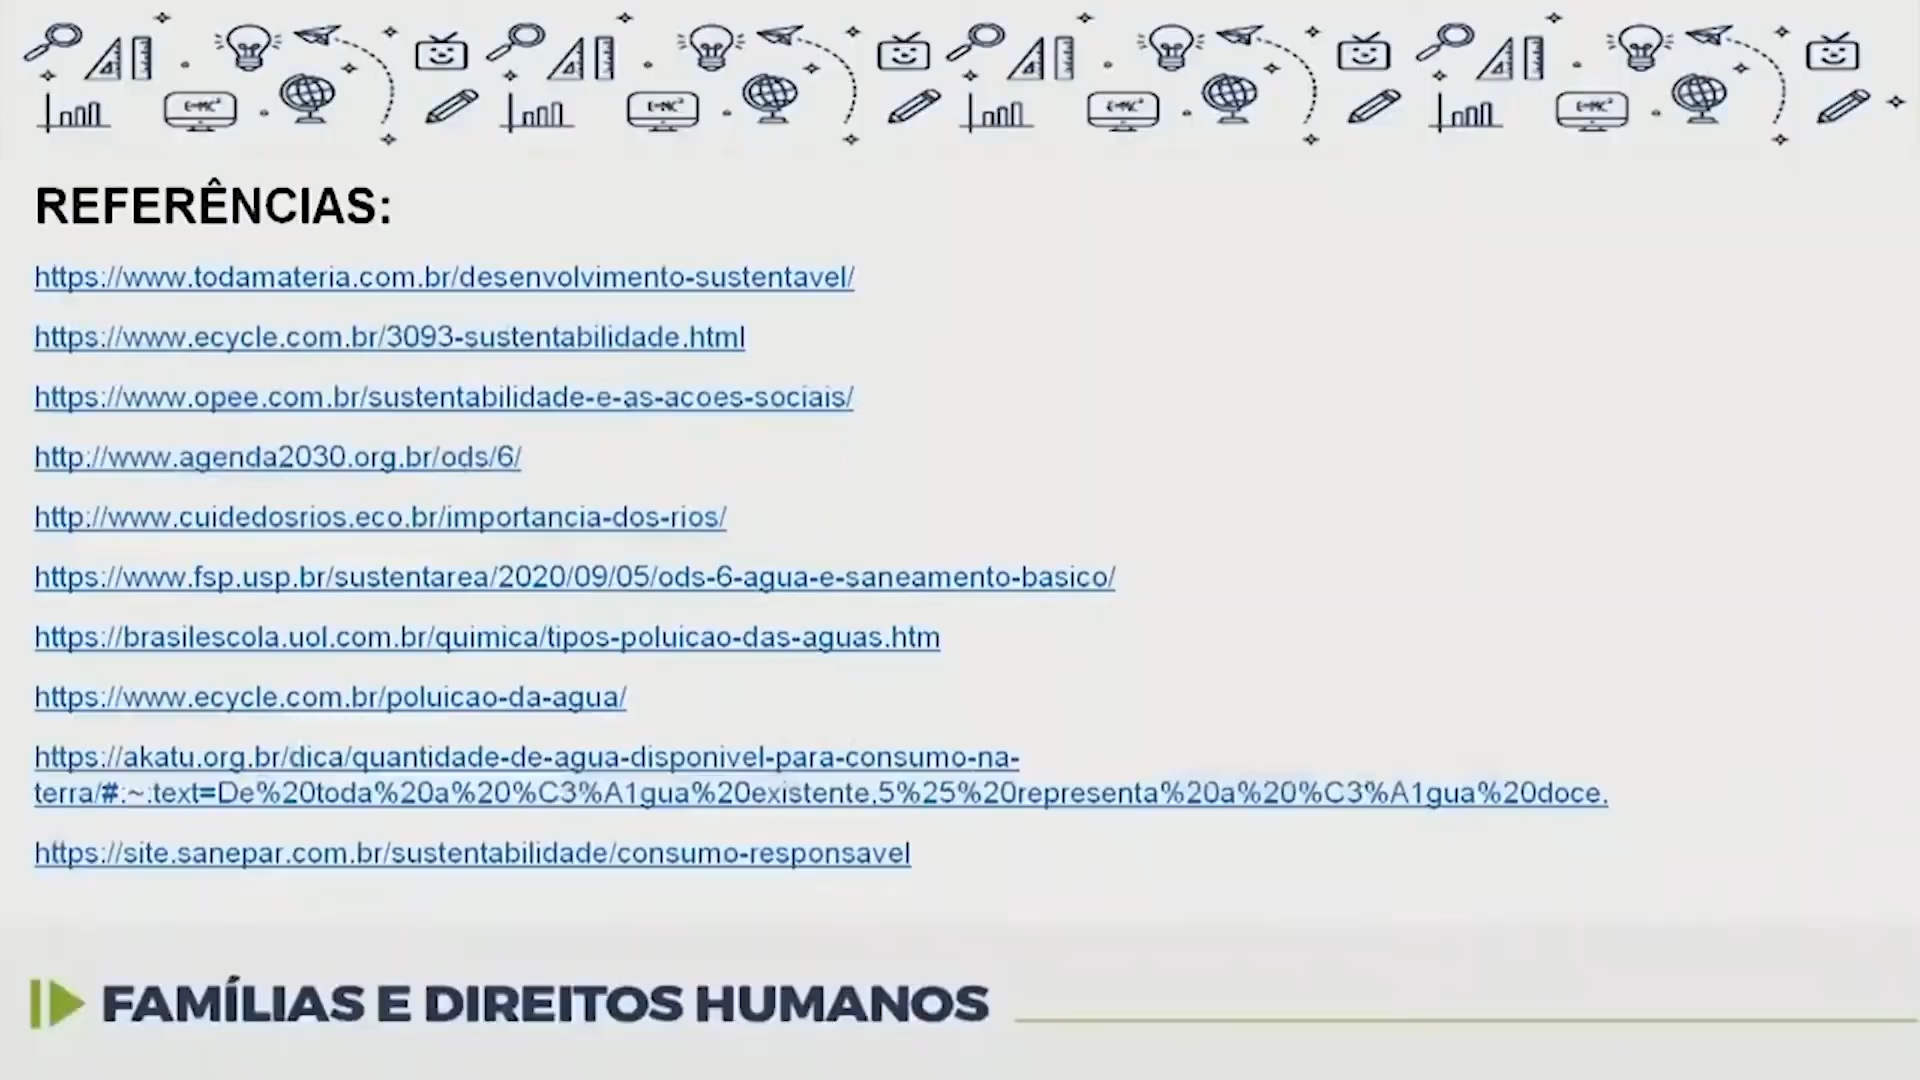 E=MC² E=MC² E=MC² E=MC²
REFERÊNCIAS:
https://www.todamateria.com.br/desenvolvimento-sustentavel/
https://www.ecycle.com.br/3093-sustentabilidade.html
https://www.opee.com.br/sustentabilidade-e-as-acoes-sociais/
http://www.agenda2030.org.br/ods/6/
http://www.cuidedosrios.eco.br/importancia-dos-rios/
https://www.fsp.usp.br/sustentarea/2020/09/05/ods-6-agua-e-saneamento-basico/
https://brasilescola.uol.com.br/quimica/tipos-poluicao-das-aguas.htm
https://www.ecycle.com.br/poluicao-da-agua/
https://akatu.org.br/dica/quantidade-de-agua-disponivel-para-consumo-na-
terra/#:~:text=De%20toda%20a%20%C3%A1gua%20existente,5%25%20representa%20a%20%C3%A1gua%20doce.
https://site.sanepar.com.br/sustentabilidade/consumo-responsavel
FAMÍLIAS E DIREITOS HUMANOS